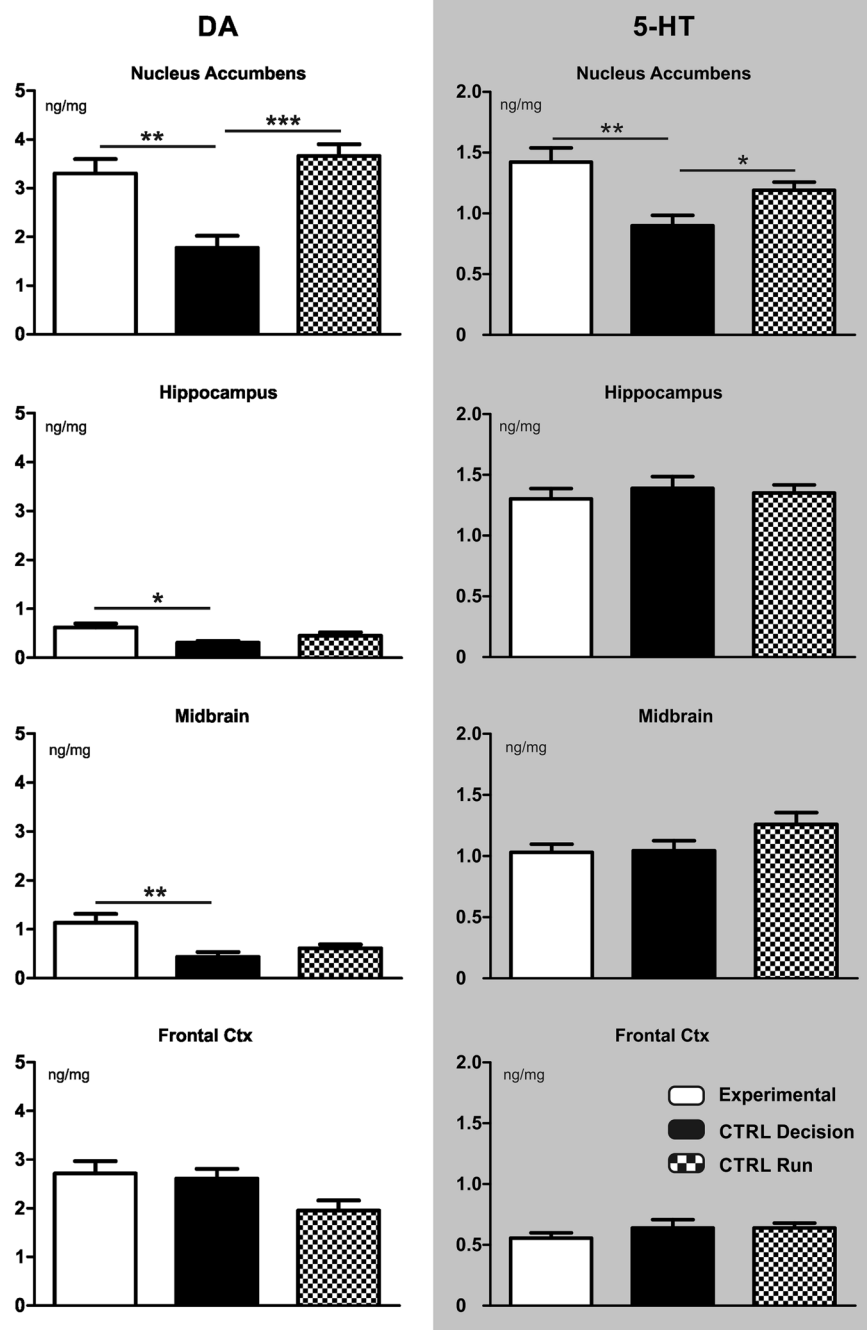 DA
5-HT
Nucleus Accumbens
ng/mg
5
4
3
2
1
0
**
***
Nucleus Accumbens
ng/mg
2.0
1.5
1.0
0.5
0
**
*
Hippocampus
ng/mg
5
4
3
2
1
0
*
Hippocampus
ng/mg
2.0
1.5
1.0
0.5
0
Midbrain
ng/mg
5
4
3
2
1
0
**
Midbrain
ng/mg
2.0
1.5
1.0
0.5
0
Frontal Ctx
ng/mg
5
4
3
2
1
0
Frontal Ctx
ng/mg
2.0
1.5
1.0
0.5
0
Experimental
CTRL Decision
CTRL Run